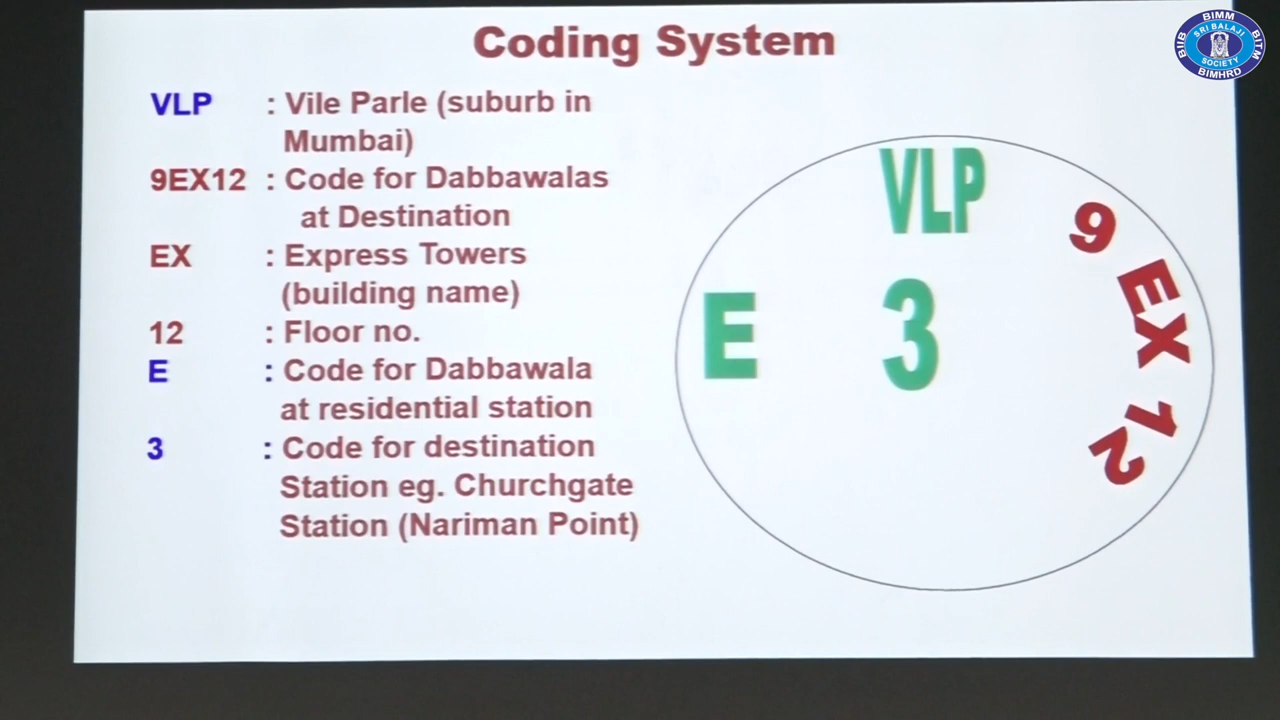 Coding System
VLP : Vile Parle (suburb in
Mumbai)
9EX12 : Code for Dabbawalas
at Destination
EX : Express Towers
(building name)
12 : Floor no.
E : Code for Dabbawala
at residential station
3 : Code for destination
Station eg. Churchgate
Station (Nariman Point)
VLP
E
3
9
EX
12
BIMM
BIIB
SRI BALAJI
SOCIETY
BITM
BIMHRD